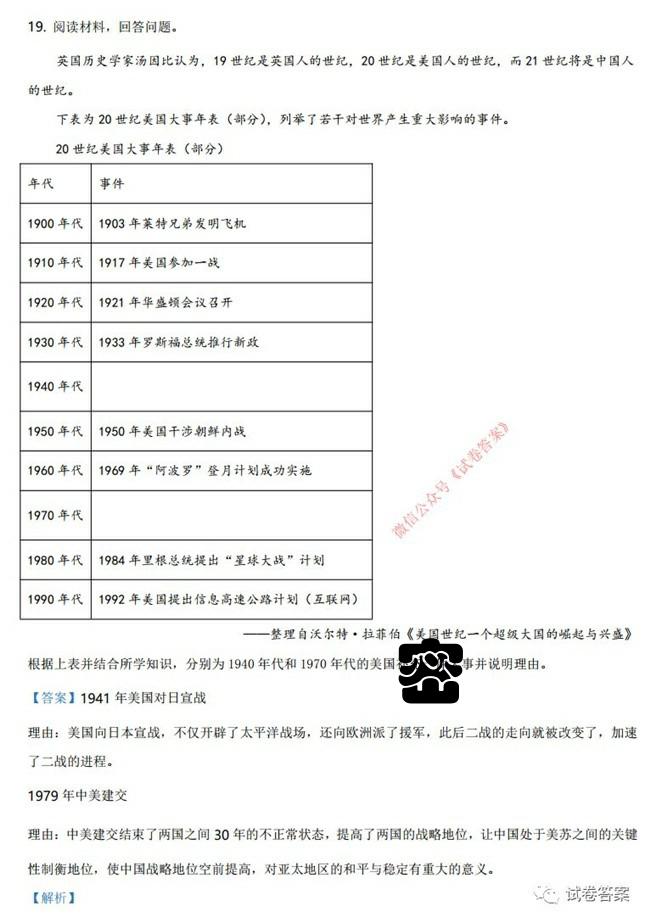 19. 阅读材料，回答问题。
英国历史学家汤因比认为，19 世纪是英国人的世纪，20 世纪是美国人的世纪，而 21 世纪将是中国人
的世纪。
下表为 20 世纪美国大事年表（部分），列举了若干对世界产生重大影响的事件。
20 世纪美国大事年表（部分）
年代 事件
1900 年代 1903 年莱特兄弟发明飞机
1910 年代 1917 年美国参加一战
1920 年代 1921 年华盛顿会议召开
1930 年代 1933 年罗斯福总统推行新政
1940 年代
1950 年代 1950 年美国干涉朝鲜内战
1960 年代 1969 年“阿波罗”登月计划成功实施
1970 年代
1980 年代 1984 年里根总统提出“星球大战”计划
1990 年代 1992 年美国提出信息高速公路计划（互联网）
微信公众号《试卷答案》
——整理自沃尔特·拉菲伯《美国世纪一个超级大国的崛起与兴盛》
根据上表并结合所学知识，分别为 1940 年代和 1970 年代的美国事并说明理由。
【答案】1941 年美国对日宣战
理由：美国向日本宣战，不仅开辟了太平洋战场，还向欧洲派了援军，此后二战的走向就被改变了，加速
了二战的进程。
1979 年中美建交
理由：中美建交结束了两国之间 30 年的不正常状态，提高了两国的战略地位，让中国处于美苏之间的关键
性制衡地位，使中国战略地位空前提高，对亚太地区的和平与稳定有重大的意义。
【解析】
试卷答案